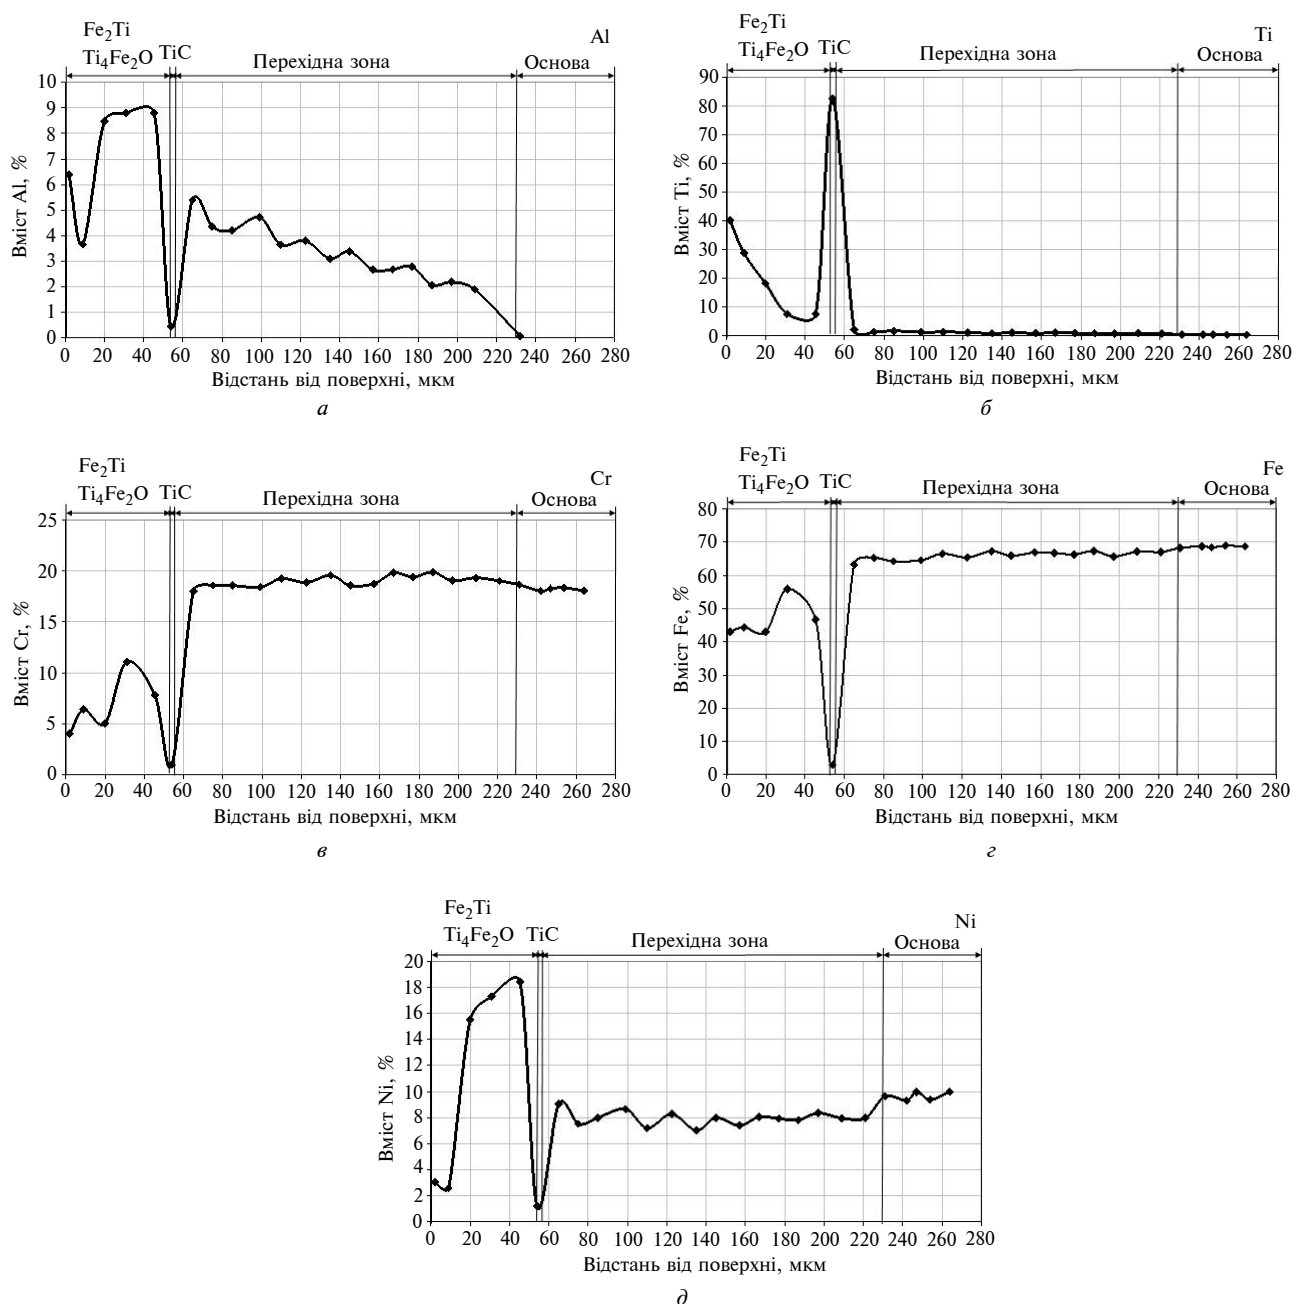 Fe2Ti
Ti4Fe2O TiC Перехідна зона Al
Основа
10
9
8
7
6
5
4
3
2
1
0
Вміст Al, %
0 20 40 60 80 100 120 140 160 180 200 220 240 260 280
Відстань від поверхні, мкм
а
Fe2Ti
Ti4Fe2O TiC Перехідна зона Ti
Основа
90
80
70
60
50
40
30
20
10
0
Вміст Ti, %
0 20 40 60 80 100 120 140 160 180 200 220 240 260 280
Відстань від поверхні, мкм
б
Fe2Ti
Ti4Fe2O TiC Перехідна зона Cr
Основа
25
20
15
10
5
0
Вміст Cr, %
0 20 40 60 80 100 120 140 160 180 200 220 240 260 280
Відстань від поверхні, мкм
в
Fe2Ti
Ti4Fe2O TiC Перехідна зона Fe
Основа
80
70
60
50
40
30
20
10
0
Вміст Fe, %
0 20 40 60 80 100 120 140 160 180 200 220 240 260 280
Відстань від поверхні, мкм
г
Fe2Ti
Ti4Fe2O TiC Перехідна зона Ni
Основа
20
18
16
14
12
10
8
6
4
2
0
Вміст Ni, %
0 20 40 60 80 100 120 140 160 180 200 220 240 260 280
Відстань від поверхні, мкм
д